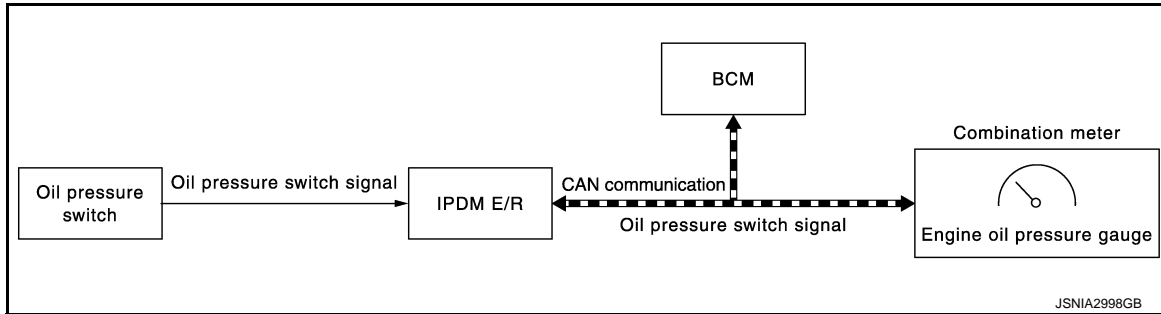 BCM
Combination meter
Oil pressure
switch
Oil pressure switch signal
IPDM E/R
CAN communication
Oil pressure switch signal
Engine oil pressure gauge
JSNIA2998GB